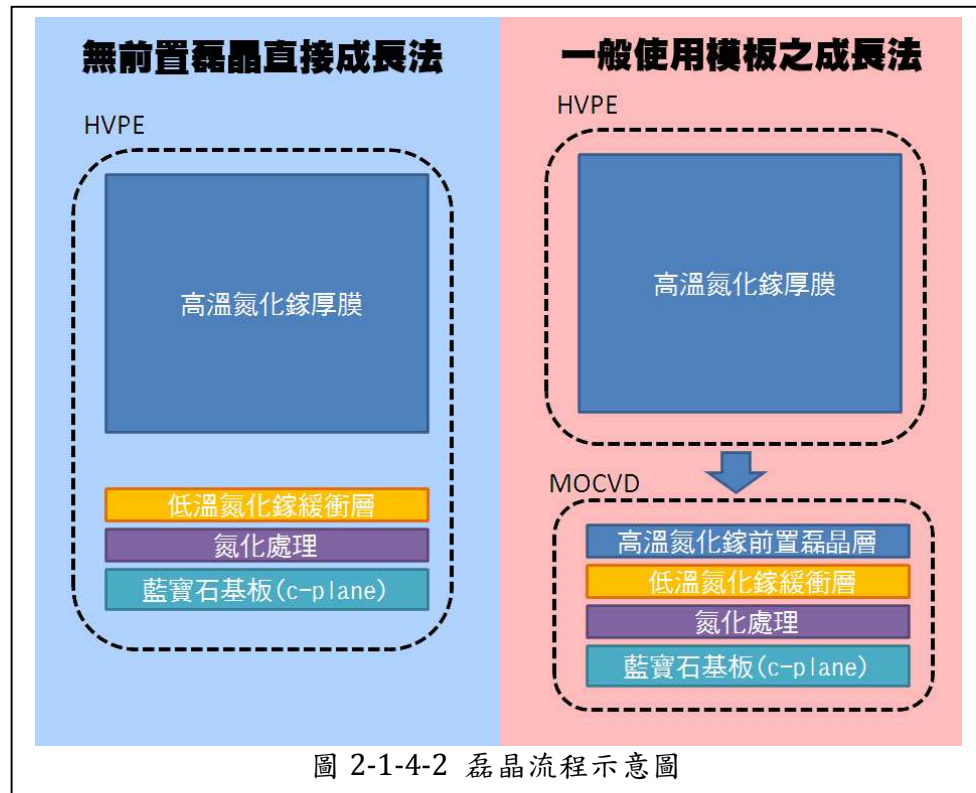 無前置磊晶直接成長法
HVPE
高溫氮化鎵厚膜
低溫氮化鎵緩衝層
氮化處理
藍寶石基板(c-plane)
一般使用模板之成長法
HVPE
高溫氮化鎵厚膜
MOCVD
高溫氮化鎵前置磊晶層
低溫氮化鎵緩衝層
氮化處理
藍寶石基板(c-plane)
圖 2-1-4-2 磊晶流程示意圖